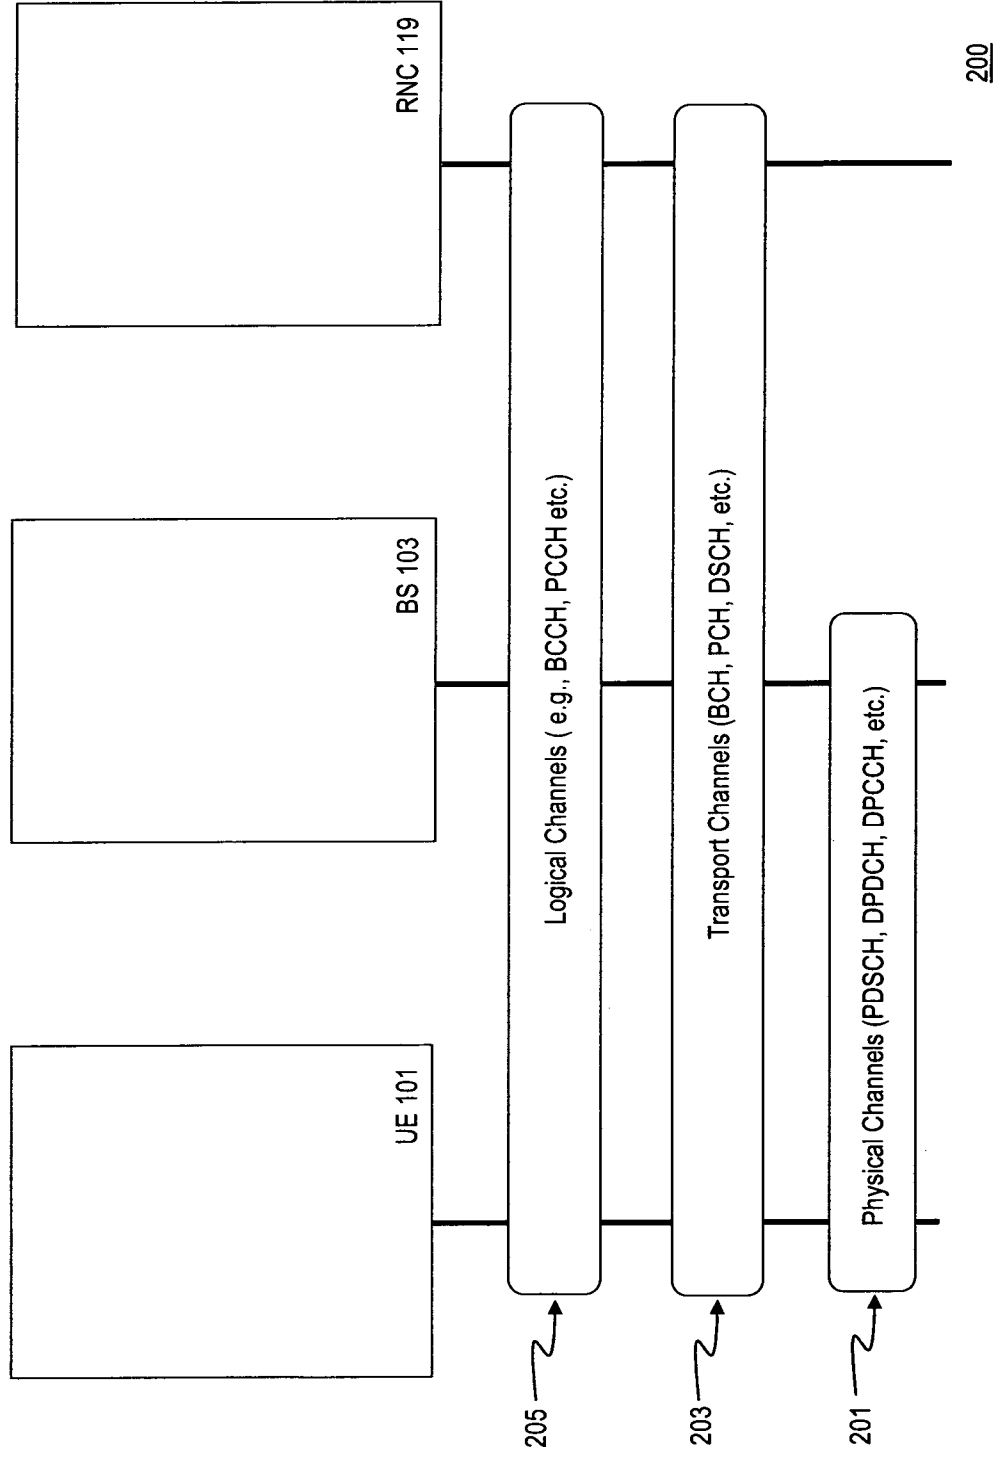 UE 101
BS 103
RNC 119
205
Logical Channels ( e.g., BCCH, PCCH etc.)
203
Transport Channels (BCH, PCH, DSCH, etc.)
201
Physical Channels (PDSCH, DPDCH, DPCCH, etc.)
200